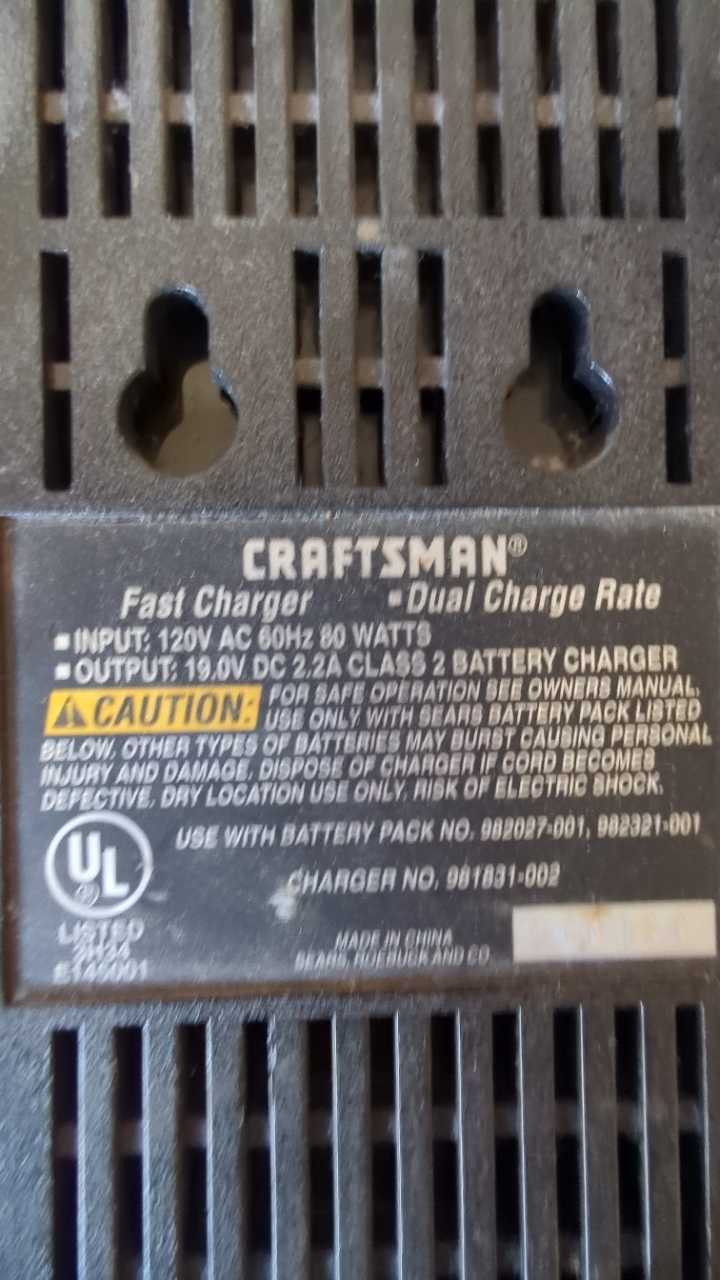 CRAFTSMAN®
Fast Charger ▪Dual Charge Rate
▪INPUT: 120V AC 60Hz 80 WATTS
▪OUTPUT: 19.0V DC 2.2A CLASS 2 BATTERY CHARGER
⚠CAUTION: FOR SAFE OPERATION SEE OWNERS MANUAL.
USE ONLY WITH SEARS BATTERY PACK LISTED
BELOW. OTHER TYPES OF BATTERIES MAY BURST CAUSING PERSONAL
INJURY AND DAMAGE. DISPOSE OF CHARGER IF CORD BECOMES
DEFECTIVE. DRY LOCATION USE ONLY. RISK OF ELECTRIC SHOCK.
USE WITH BATTERY PACK NO. 982027-001, 982321-001
UL®
CHARGER NO. 981831-002
LISTED
MADE IN CHINA
SEARS, ROEBUCK AND CO.